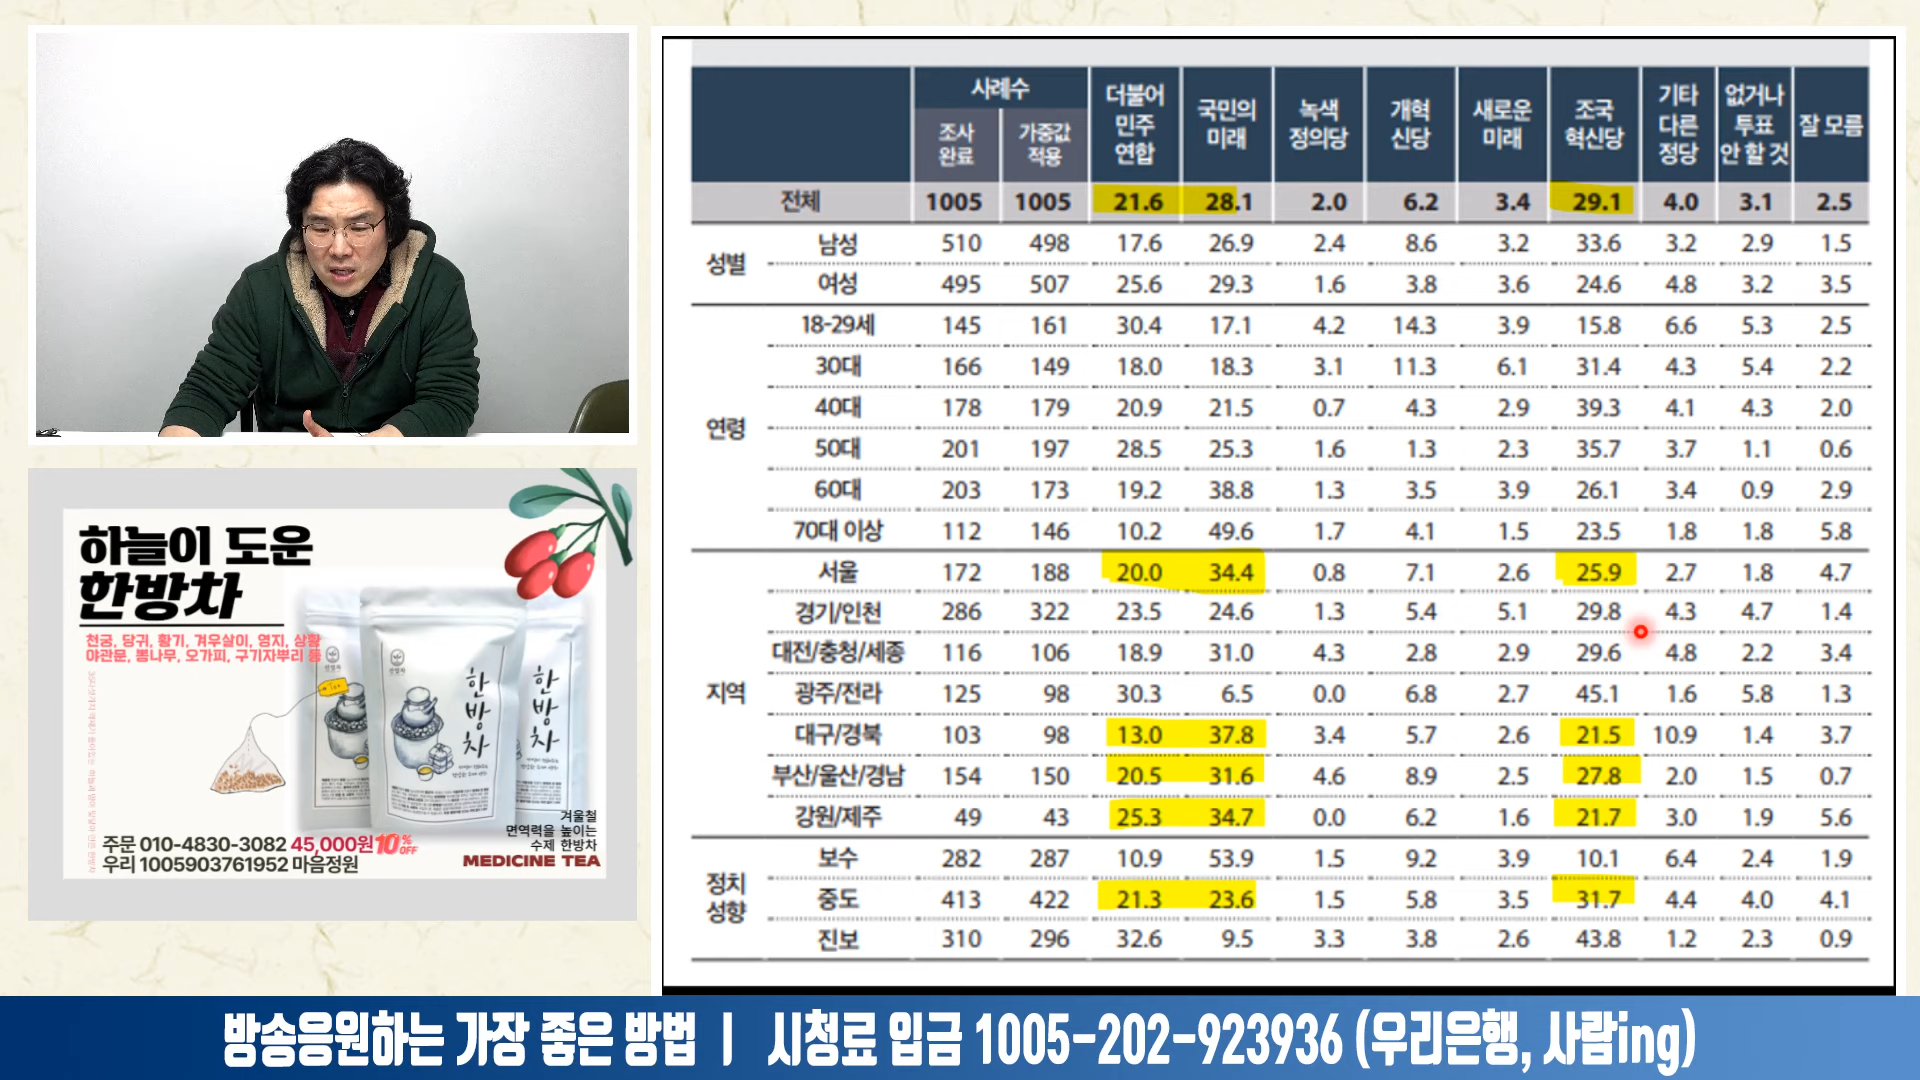 사례수
조사
완료
가중값
적용
더불어
민주
연합
국민의
미래
녹색
정의당
개혁
신당
새로운
미래
조국
혁신당
기타
다른
정당
없거나
투표
안 할 것
잘 모름
전체 1005 1005 21.6 28.1 2.0 6.2 3.4 29.1 4.0 3.1 2.5
성별
남성 510 498 17.6 26.9 2.4 8.6 3.2 33.6 3.2 2.9 1.5
여성 495 507 25.6 29.3 1.6 3.8 3.6 24.6 4.8 3.2 3.5
연령
18-29세 145 161 30.4 17.1 4.2 14.3 3.9 15.8 6.6 5.3 2.5
30대 166 149 18.0 18.3 3.1 11.3 6.1 31.4 4.3 5.4 2.2
40대 178 179 20.9 21.5 0.7 4.3 2.9 39.3 4.1 4.3 2.0
50대 201 197 28.5 25.3 1.6 1.3 2.3 35.7 3.7 1.1 0.6
60대 203 173 19.2 38.8 1.3 3.5 3.9 26.1 3.4 0.9 2.9
70대 이상 112 146 10.2 49.6 1.7 4.1 1.5 23.5 1.8 1.8 5.8
지역
서울 172 188 20.0 34.4 0.8 7.1 2.6 25.9 2.7 1.8 4.7
경기/인천 286 322 23.5 24.6 1.3 5.4 5.1 29.8 4.3 4.7 1.4
대전/충청/세종 116 106 18.9 31.0 4.3 2.8 2.9 29.6 4.8 2.2 3.4
광주/전라 125 98 30.3 6.5 0.0 6.8 2.7 45.1 1.6 5.8 1.3
대구/경북 103 98 13.0 37.8 3.4 5.7 2.6 21.5 10.9 1.4 3.7
부산/울산/경남 154 150 20.5 31.6 4.6 8.9 2.5 27.8 2.0 1.5 0.7
강원/제주 49 43 25.3 34.7 0.0 6.2 1.6 21.7 3.0 1.9 5.6
정치
성향
보수 282 287 10.9 53.9 1.5 9.2 3.9 10.1 6.4 2.4 1.9
중도 413 422 21.3 23.6 1.5 5.8 3.5 31.7 4.4 4.0 4.1
진보 310 296 32.6 9.5 3.3 3.8 2.6 43.8 1.2 2.3 0.9
하늘이 도운
한방차
천궁, 당귀, 황기, 겨우살이, 영지, 상황
야관문, 뽕나무, 오가피, 구기자뿌리 등
한방차
한방차
겨울철
면역력을 높이는
수제 한방차
MEDICINE TEA
주문 010-4830-3082 45,000원 10% OFF
우리 1005903761952 마음정원
방송응원하는 가장 좋은 방법 | 시청료 입금 1005-202-923936 (우리은행, 사람ing)